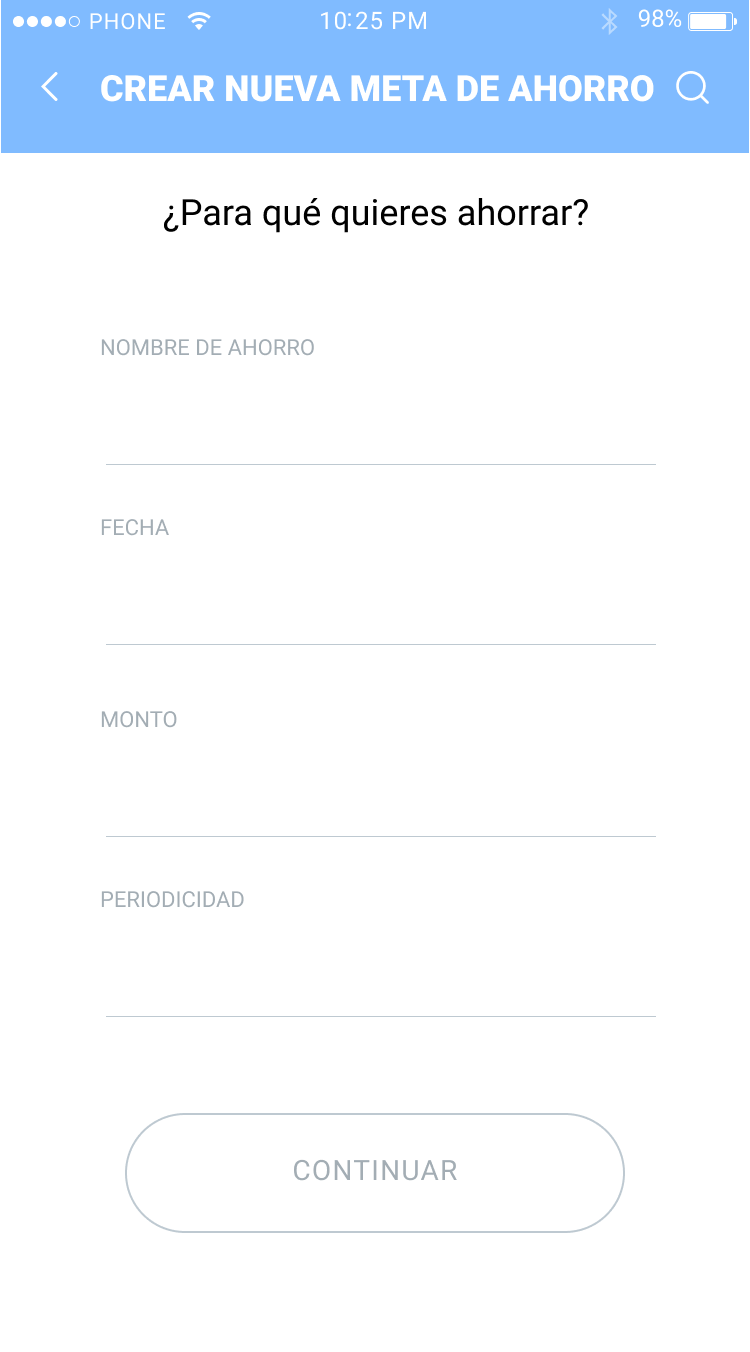 PHONE 10:25 PM 98%
CREAR NUEVA META DE AHORRO
¿Para qué quieres ahorrar?
NOMBRE DE AHORRO
FECHA
MONTO
PERIODICIDAD
CONTINUAR